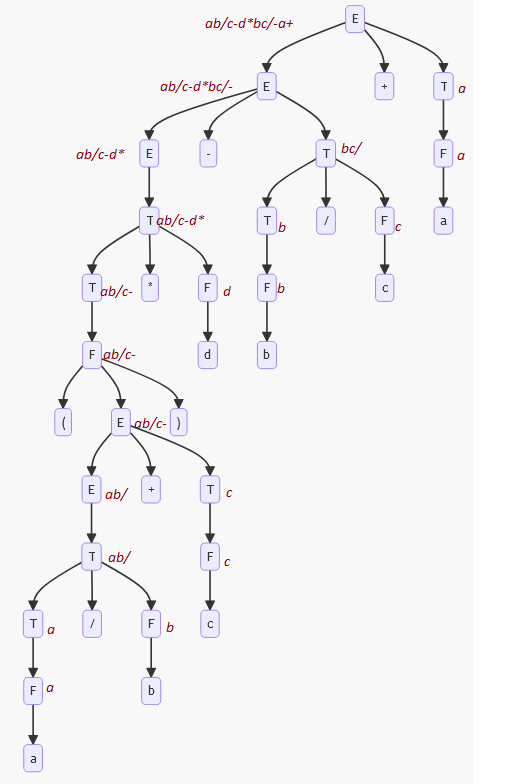 ab/c-d*bc/-a+ E
ab/c-d*bc/- E + T a
ab/c-d* E - T bc/ F a
T ab/c-d* T b / F c a
T ab/c- * F d F b c
F ab/c- d b
( E ab/c- )
E ab/ + T c
T ab/ F c
T a / F b c
F a b
a